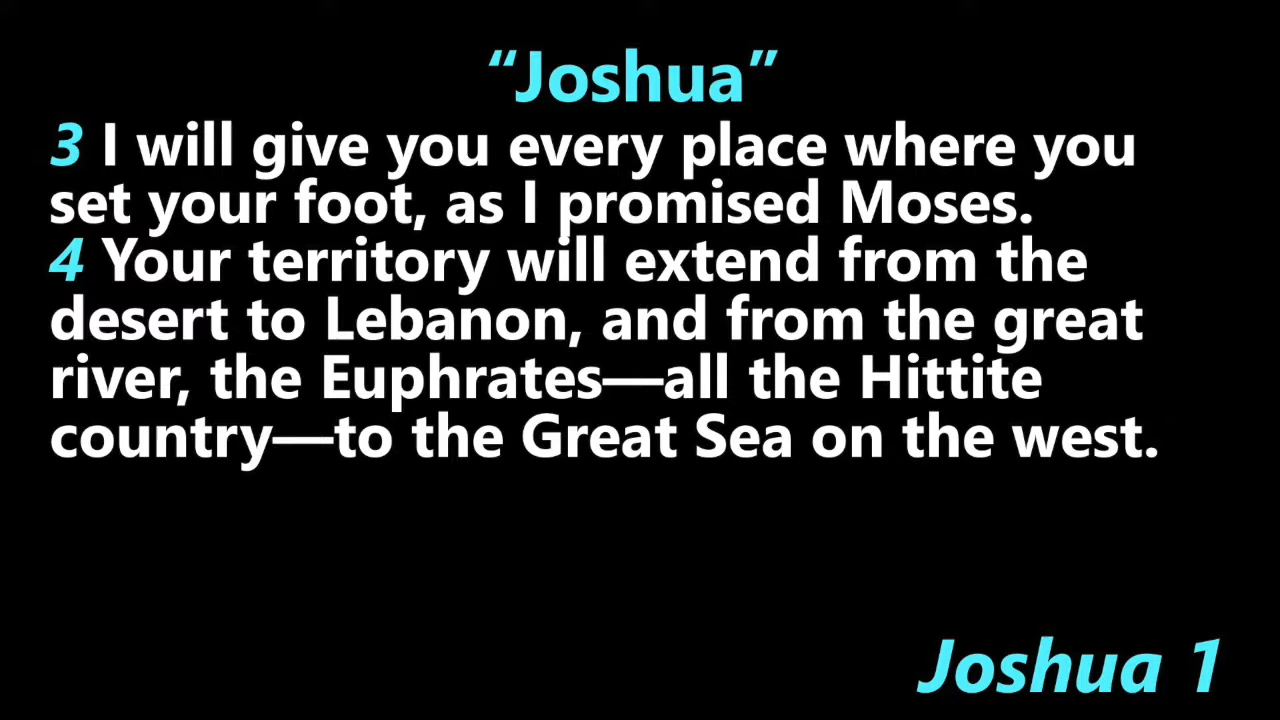 “Joshua”
3 I will give you every place where you
set your foot, as I promised Moses.
4 Your territory will extend from the
desert to Lebanon, and from the great
river, the Euphrates—all the Hittite
country—to the Great Sea on the west.
Joshua 1